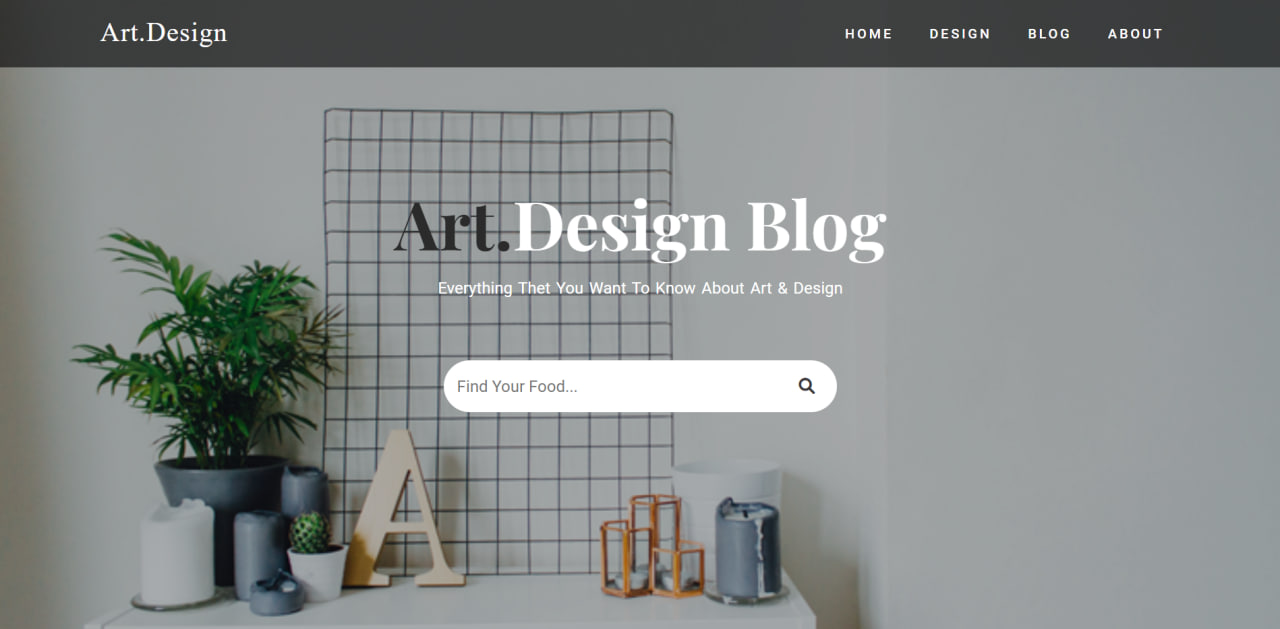 Art.Design
HOME DESIGN BLOG ABOUT
Art.Design Blog
Everything Thet You Want To Know About Art & Design
Find Your Food...
A